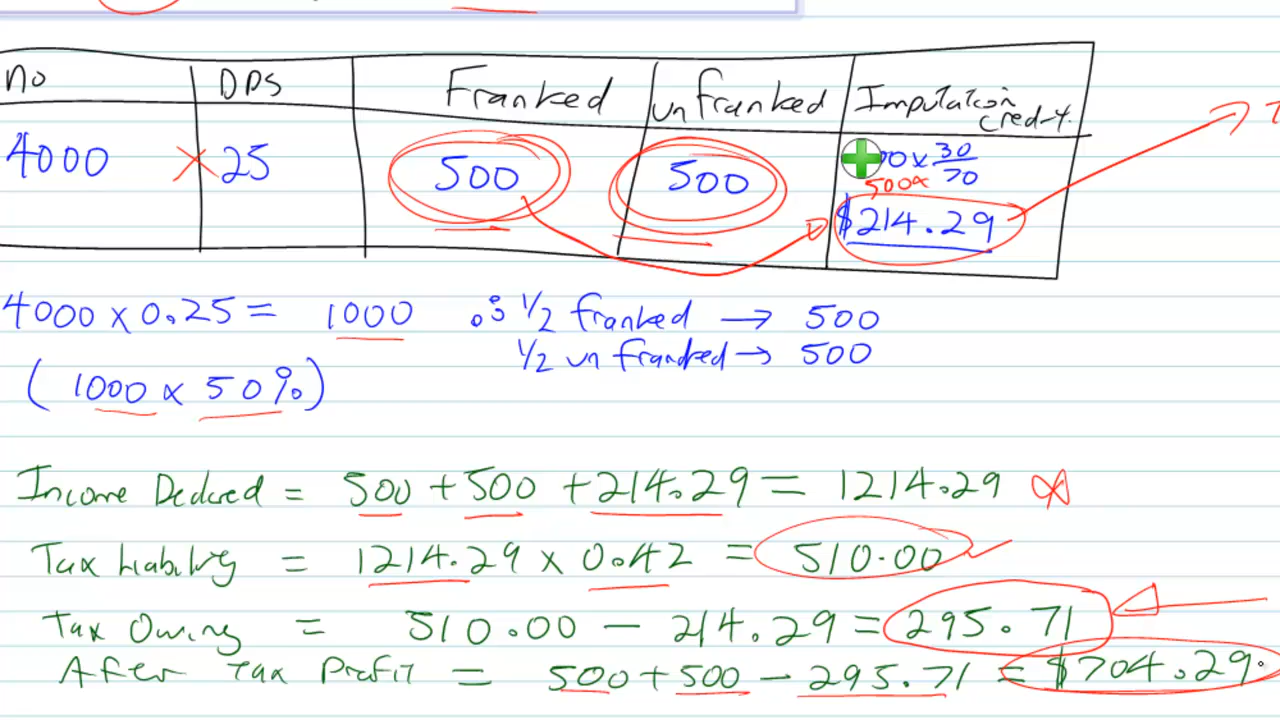 no DPS Franked unfranked Imputation credit.
4000 × 25 500 500 00 × 30/70
500×
$214.29
4000 × 0.25 = 1000 ∴ 1/2 franked → 500
1/2 unfranked → 500
(1000 × 50%)
Income Declared = 500 + 500 + 214.29 = 1214.29
Tax Liability = 1214.29 × 0.42 = 510.00
Tax Owing = 510.00 - 214.29 = 295.71
After Tax Profit = 500 + 500 - 295.71 = $704.29